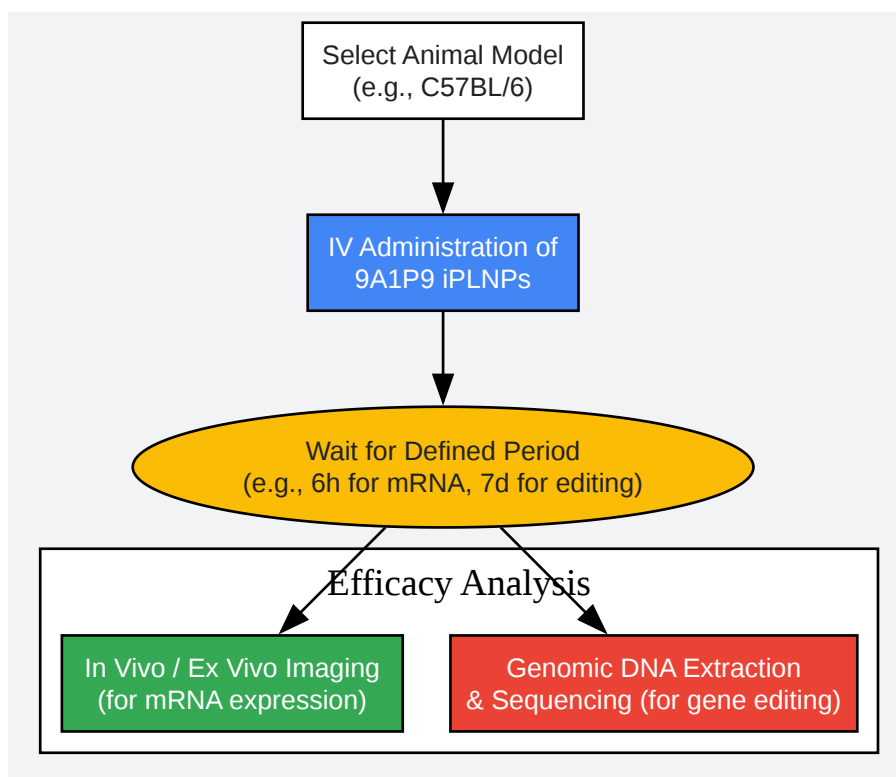 Select Animal Model
(e.g., C57BL/6)
IV Administration of
9A1P9 iPLNPs
Wait for Defined Period
(e.g., 6h for mRNA, 7d for editing)
Efficacy Analysis
In Vivo / Ex Vivo Imaging
(for mRNA expression)
Genomic DNA Extraction
& Sequencing (for gene editing)